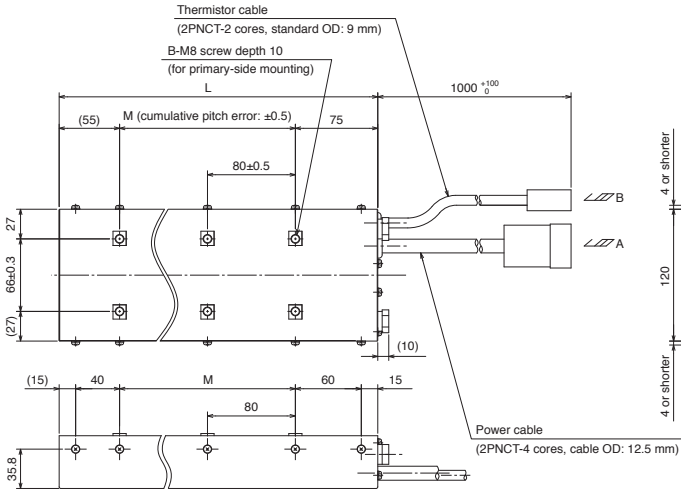 Thermistor cable
(2PNCT-2 cores, standard OD: 9 mm)
B-M8 screw depth 10
(for primary-side mounting)
L
1000 +100 0
(55)
M (cumulative pitch error: ±0.5)
75
80±0.5
4 or shorter
B
A
27
66±0.3
(27)
120
(10)
4 or shorter
(15)
40
M
60
15
80
35.8
Power cable
(2PNCT-4 cores, cable OD: 12.5 mm)